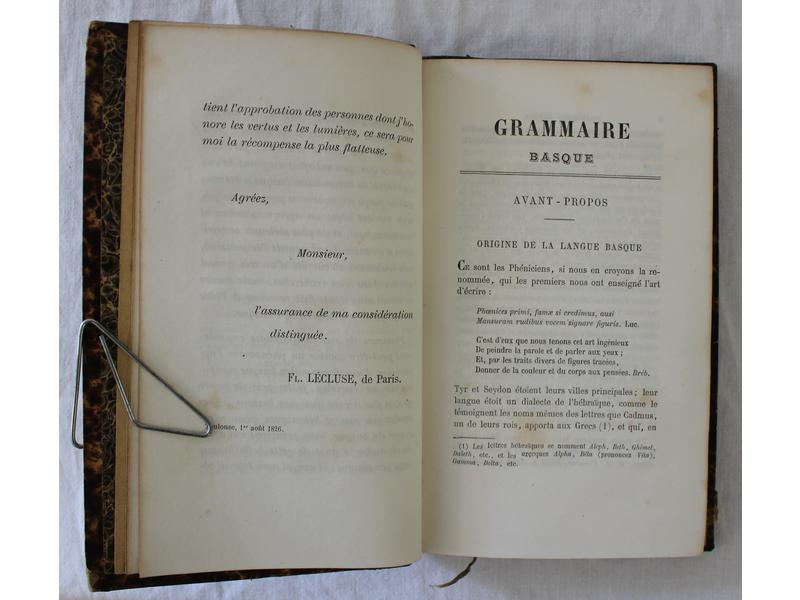 tient l'approbation des personnes dont j'ho-
nore les vertus et les lumières, ce sera pour
moi la récompense la plus flatteuse.
Agréez,
Monsieur,
l'assurance de ma considération
distinguée.
FL. LÉCLUSE, de Paris.
oulouse, 1er août 1826.
GRAMMAIRE
BASQUE
AVANT-PROPOS
ORIGINE DE LA LANGUE BASQUE
CE sont les Phéniciens, si nous en croyons la re-
nommée, qui les premiers nous ont enseigné l'art
d'écrire :
Phœnices primi, famæ si credimus, ausi
Mansuram rudibus vocem signare figuris. Luc.
C'est d'eux que nous tenons cet art ingénieux
De peindre la parole et de parler aux yeux ;
Et, par les traits divers de figures tracées,
Donner de la couleur et du corps aux pensées. Bréb.
Tyr et Seydon étoient leurs villes principales ; leur
langue étoit un dialecte de l'hébraïque, comme le
témoignent les noms mêmes des lettres que Cadmus,
un de leurs rois, apporta aux Grecs (1), et qui, en
(1) Les lettres hébraïques se nomment Aleph, Beth, Ghimel,
Daleth, etc., et les grecques Alpha, Bêta (prononcez Vita),
Gamma, Delta, etc.